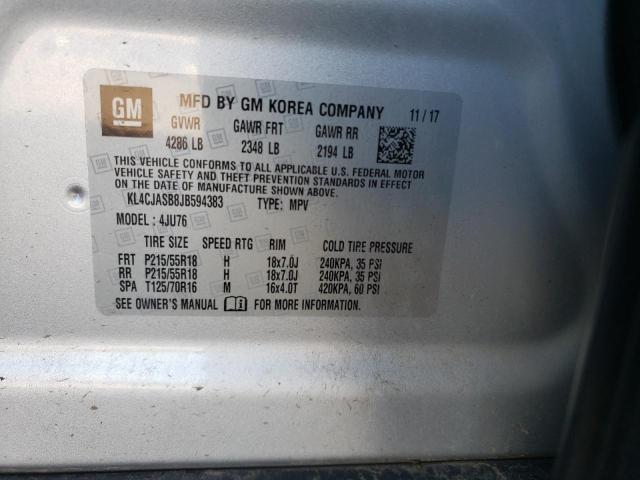 GM MFD BY GM KOREA COMPANY 11/17
GVWR GAWR FRT GAWR RR
4286 LB 2348 LB 2194 LB
THIS VEHICLE CONFORMS TO ALL APPLICABLE U.S. FEDERAL MOTOR
VEHICLE SAFETY AND THEFT PREVENTION STANDARDS IN EFFECT
ON THE DATE OF MANUFACTURE SHOWN ABOVE.
KL4CJASB8JB594383 TYPE: MPV
MODEL: 4JU76
TIRE SIZE SPEED RTG RIM COLD TIRE PRESSURE
FRT P215/55R18 H 18x7.0J 240KPA, 35 PSI
RR P215/55R18 H 18x7.0J 240KPA, 35 PSI
SPA T125/70R16 M 16x4.0T 420KPA, 60 PSI
SEE OWNER'S MANUAL FOR MORE INFORMATION.